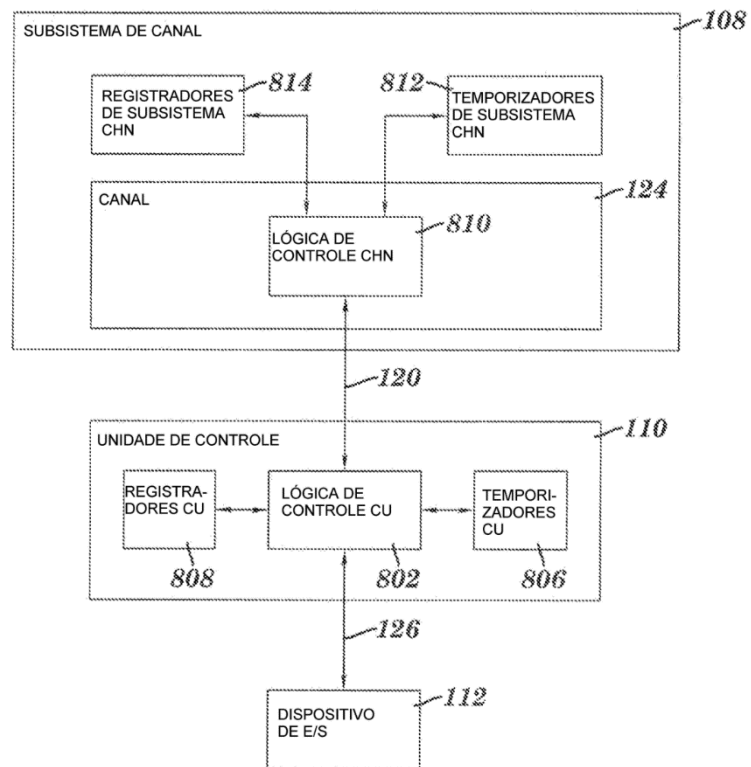 SUBSISTEMA DE CANAL
108
REGISTRADORES
DE SUBSISTEMA
CHN
814
812
TEMPORIZADORES
DE SUBSISTEMA
CHN
CANAL
124
LÓGICA DE
CONTROLE CHN
810
120
UNIDADE DE CONTROLE
110
REGISTRA-
DORES CU
808
LÓGICA DE
CONTROLE CU
802
TEMPORI-
ZADORES
CU
806
126
DISPOSITIVO
DE E/S
112